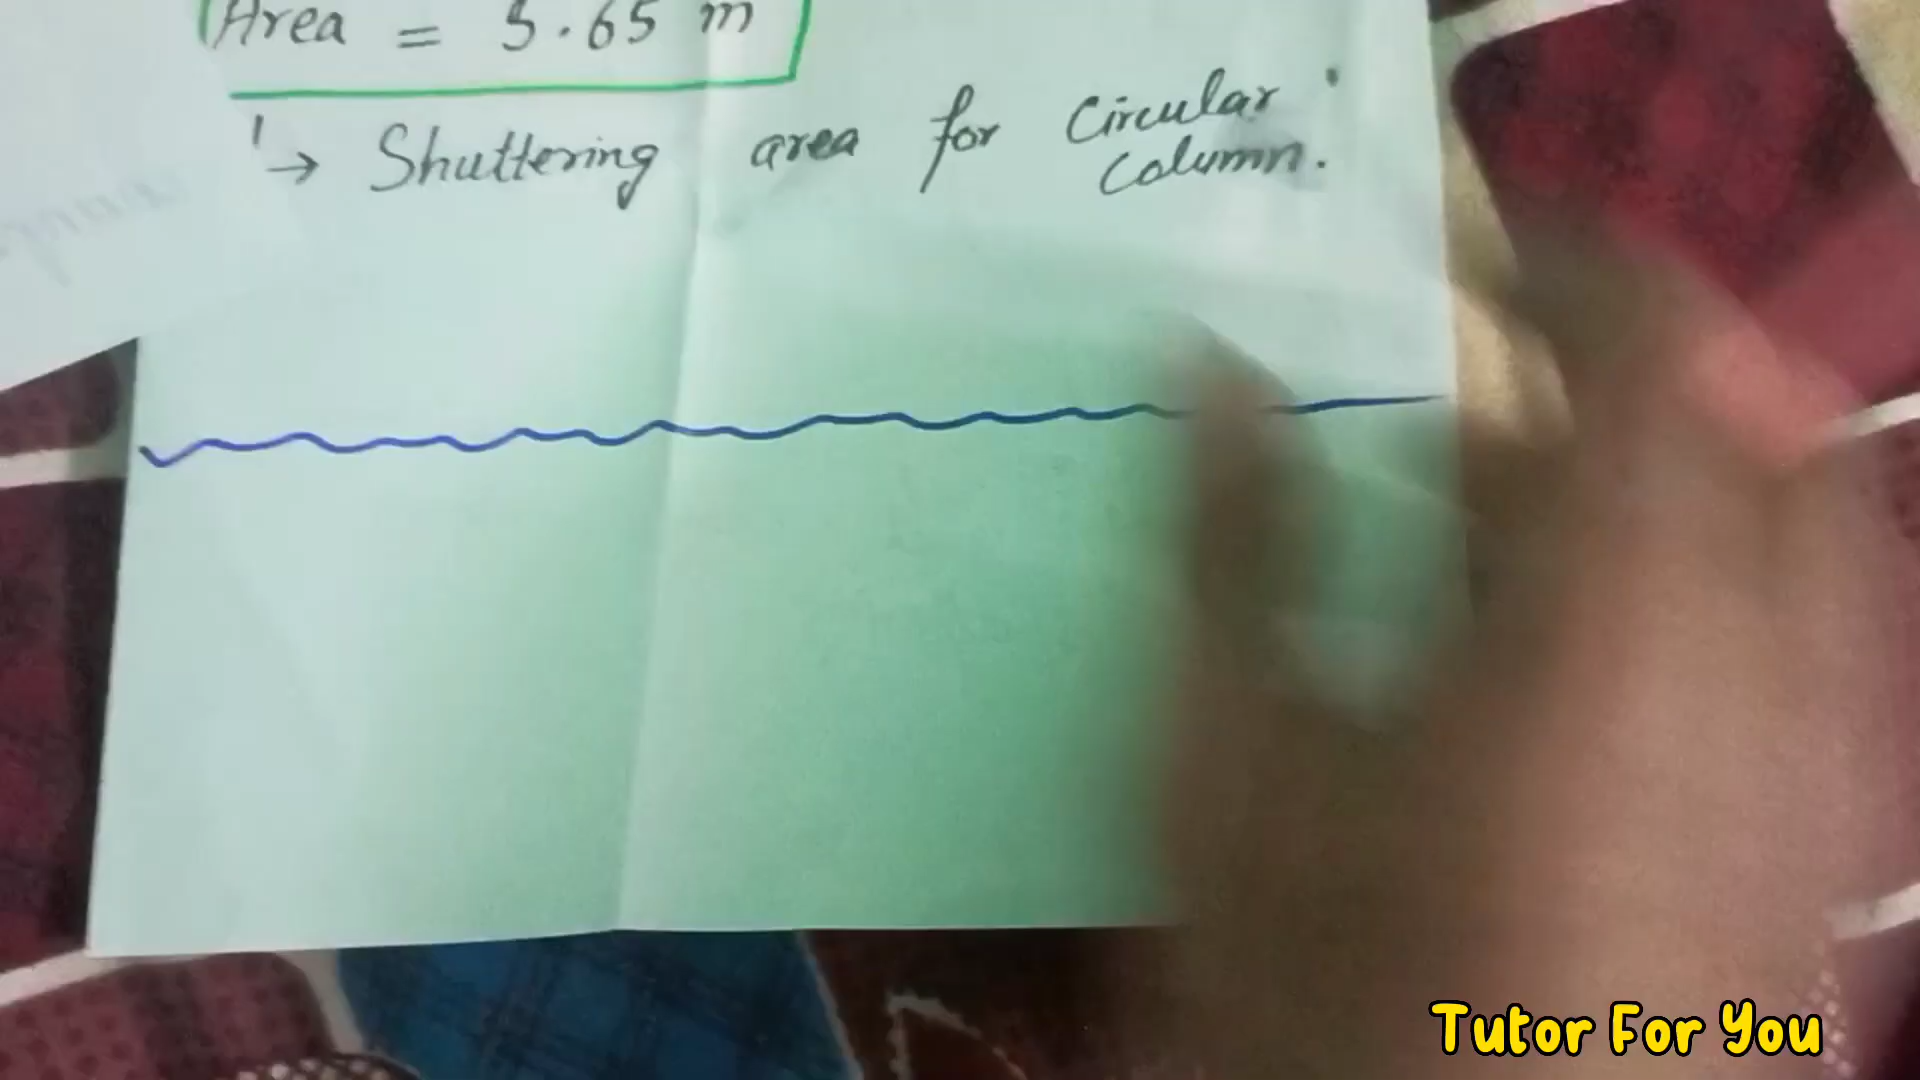 Area = 5.65 m
→ Shuttering area for Circular
Column.
Tutor For You